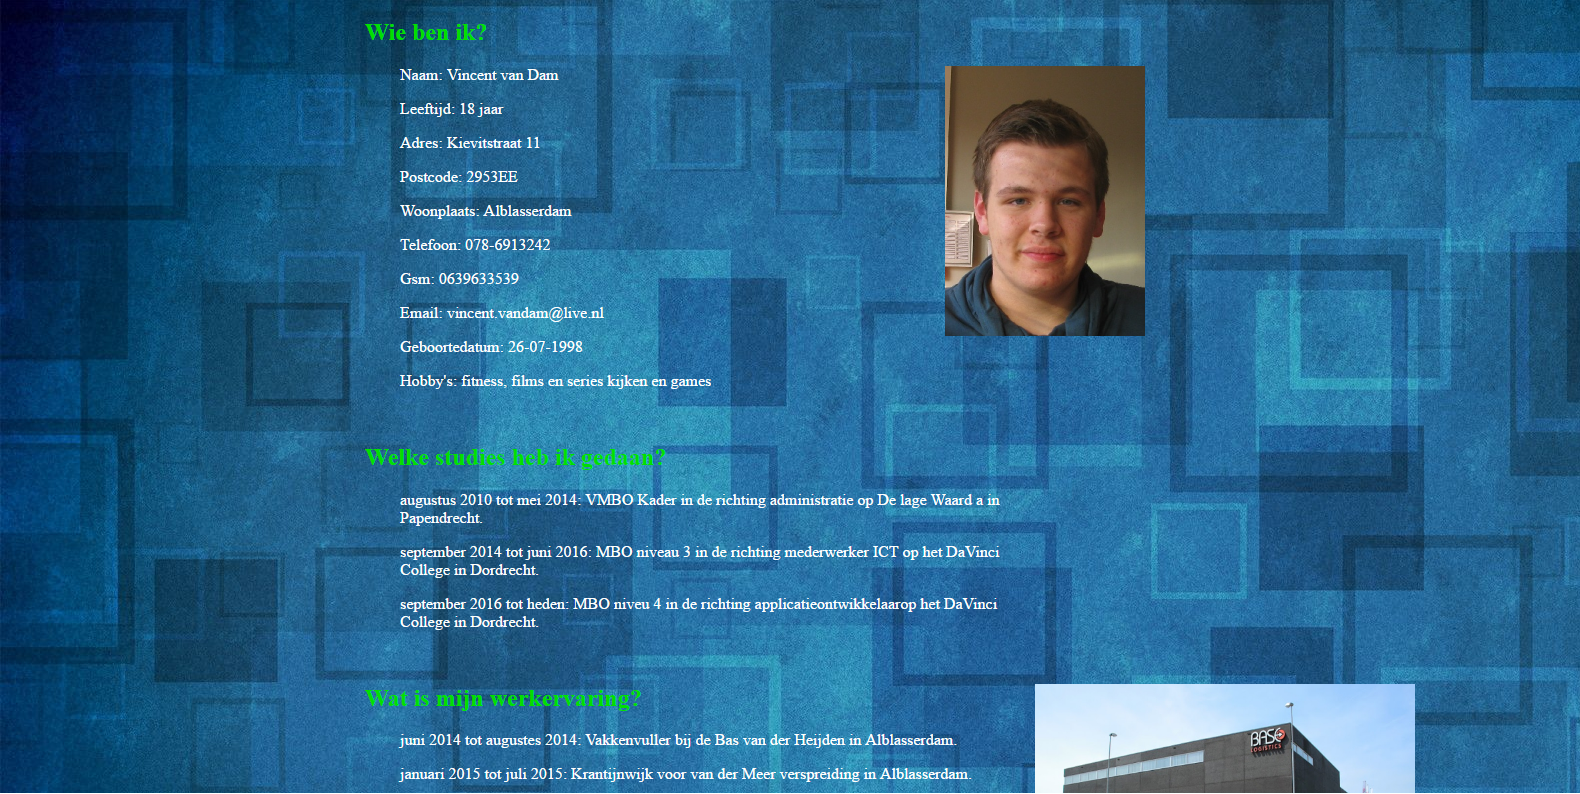 Wie ben ik?
Naam: Vincent van Dam
Leeftijd: 18 jaar
Adres: Kievitstraat 11
Postcode: 2953EE
Woonplaats: Alblasserdam
Telefoon: 078-6913242
Gsm: 0639633539
Email: vincent.vandam@live.nl
Geboortedatum: 26-07-1998
Hobby's: fitness, films en series kijken en games
Welke studies heb ik gedaan?
augustus 2010 tot mei 2014: VMBO Kader in de richting administratie op De lage Waard a in
Papendrecht.
september 2014 tot juni 2016: MBO niveau 3 in de richting mederwerker ICT op het DaVinci
College in Dordrecht.
september 2016 tot heden: MBO niveu 4 in de richting applicatieontwikkelaarop het DaVinci
College in Dordrecht.
Wat is mijn werkervaring?
juni 2014 tot augustes 2014: Vakkenvuller bij de Bas van der Heijden in Alblasserdam.
januari 2015 tot juli 2015: Krantijnwijk voor van der Meer verspreiding in Alblasserdam.
BAS
LOGISTICS